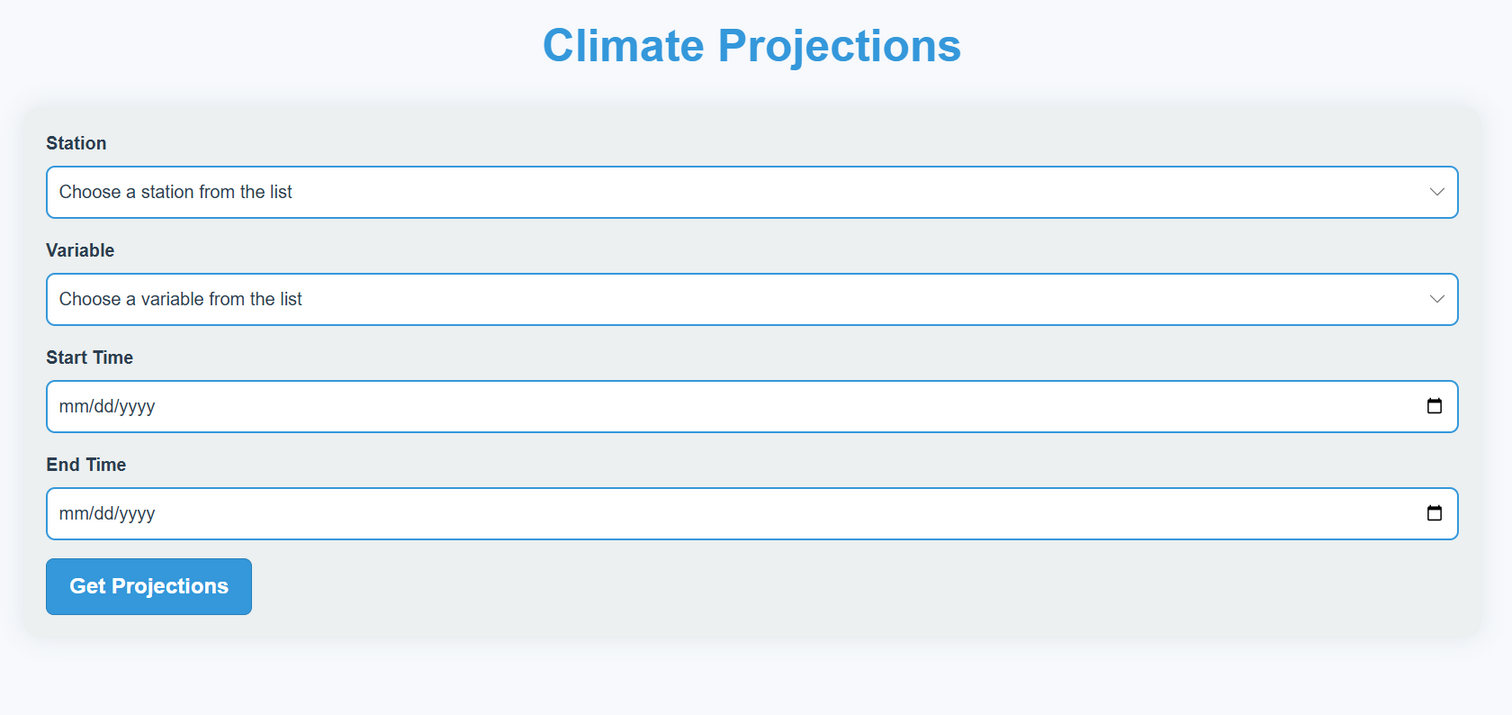 Climate Projections
Station
Choose a station from the list
Variable
Choose a variable from the list
Start Time
mm/dd/yyyy
End Time
mm/dd/yyyy
Get Projections